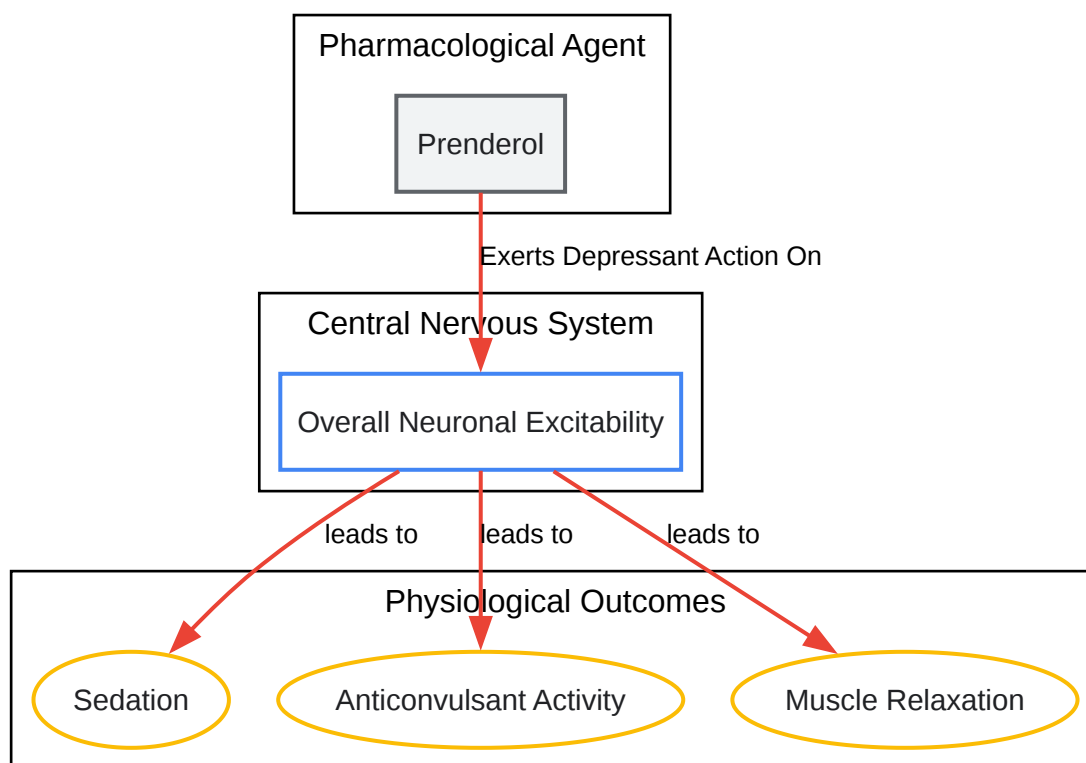 Pharmacological Agent
Prenderol
Exerts Depressant Action On
Central Nervous System
Overall Neuronal Excitability
leads to
leads to
leads to
Physiological Outcomes
Sedation
Anticonvulsant Activity
Muscle Relaxation